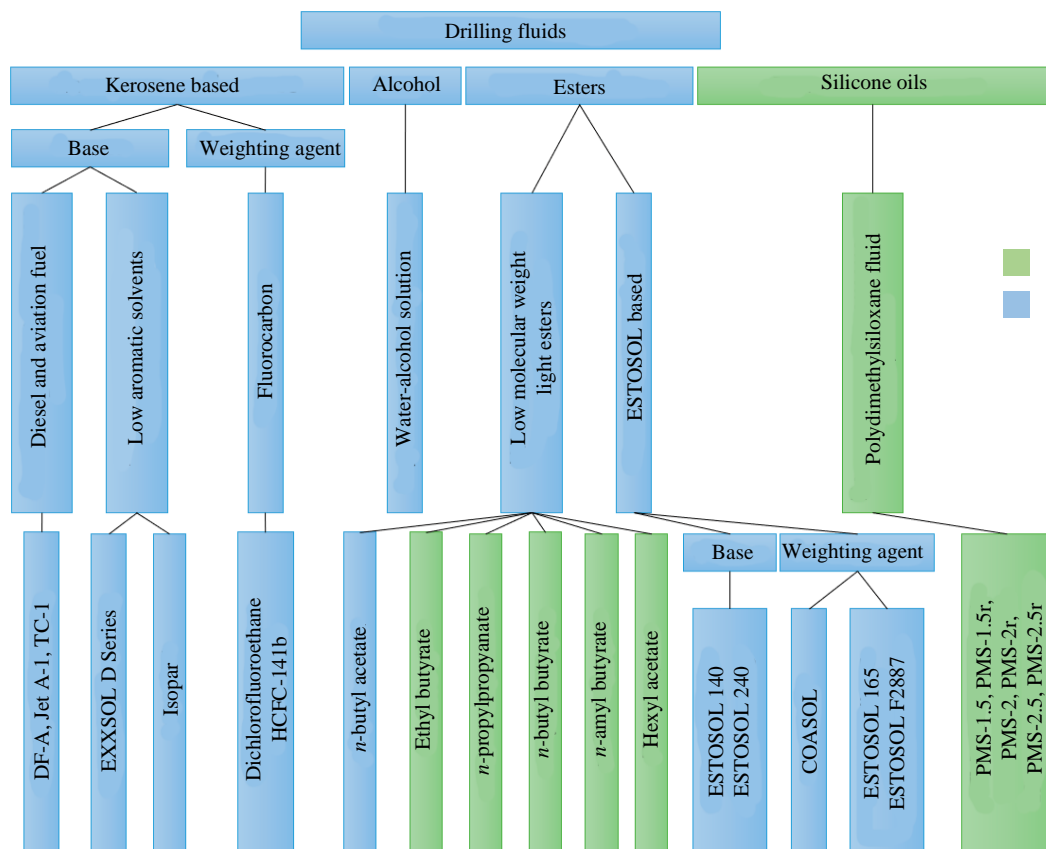 Drilling fluids
Kerosene based
Alcohol
Esters
Silicone oils
Base
Weighting agent
Diesel and aviation fuel
Low aromatic solvents
Fluorocarbon
Water-alcohol solution
Low molecular weight
light esters
ESTOSOL based
Polydimethylsiloxane fluid
Base
Weighting agent
DF-A, Jet A-1, TC-1
EXXSOL D Series
Isopar
Dichlorofluroethane
HCFC-141b
n-butyl acetate
Ethyl butyrate
n-propylpropyanate
n-butyl butyrate
n-amyl butyrate
Hexyl acetate
ESTOSOL 140
ESTOSOL 240
COASOL
ESTOSOL 165
ESTOSOL F2887
PMS-1.5, PMS-1.5r,
PMS-2, PMS-2r,
PMS-2.5, PMS-2.5r